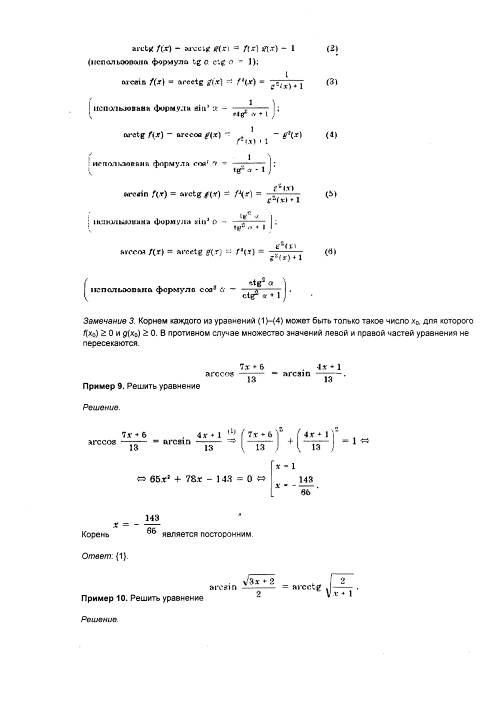 arctg f(x) = arcctg g(x) ⇒ f(x) g(x) = 1 (2)
(использована формула tg α ctg α = 1);
arcsin f(x) = arcctg g(x) ⇒ f²(x) = 1/(g²(x) + 1) (3)
(использована формула sin² α = 1/(ctg² α + 1));
arctg f(x) = arccos g(x) ⇒ 1/(f²(x) + 1) = g²(x) (4)
(использована формула cos² α = 1/(tg² α + 1));
arcsin f(x) = arctg g(x) ⇒ f²(x) = g²(x)/(g²(x) + 1) (5)
(использована формула sin² α = tg² α/(tg² α + 1));
arccos f(x) = arcctg g(x) ⇒ f²(x) = g²(x)/(g²(x) + 1) (6)
(использована формула cos² α = ctg² α/(ctg² α + 1)).
Замечание 3. Корнем каждого из уравнений (1)–(4) может быть только такое число x₀, для которого
f(x₀) ≥ 0 и g(x₀) ≥ 0. В противном случае множество значений левой и правой частей уравнения не
пересекаются.
Пример 9. Решить уравнение arccos (7x + 6)/13 = arcsin (4x + 1)/13.
Решение.
arccos (7x + 6)/13 = arcsin (4x + 1)/13 (1)⇒ ((7x + 6)/13)² + ((4x + 1)/13)² = 1 ⇔
⇔ 65x² + 78x − 143 = 0 ⇔ [x = 1
x = − 143/65.
Корень x = − 143/65 является посторонним.
Ответ: {1}.
Пример 10. Решить уравнение arcsin √(3x + 2)/2 = arcctg √(2/(x + 1)).
Решение.